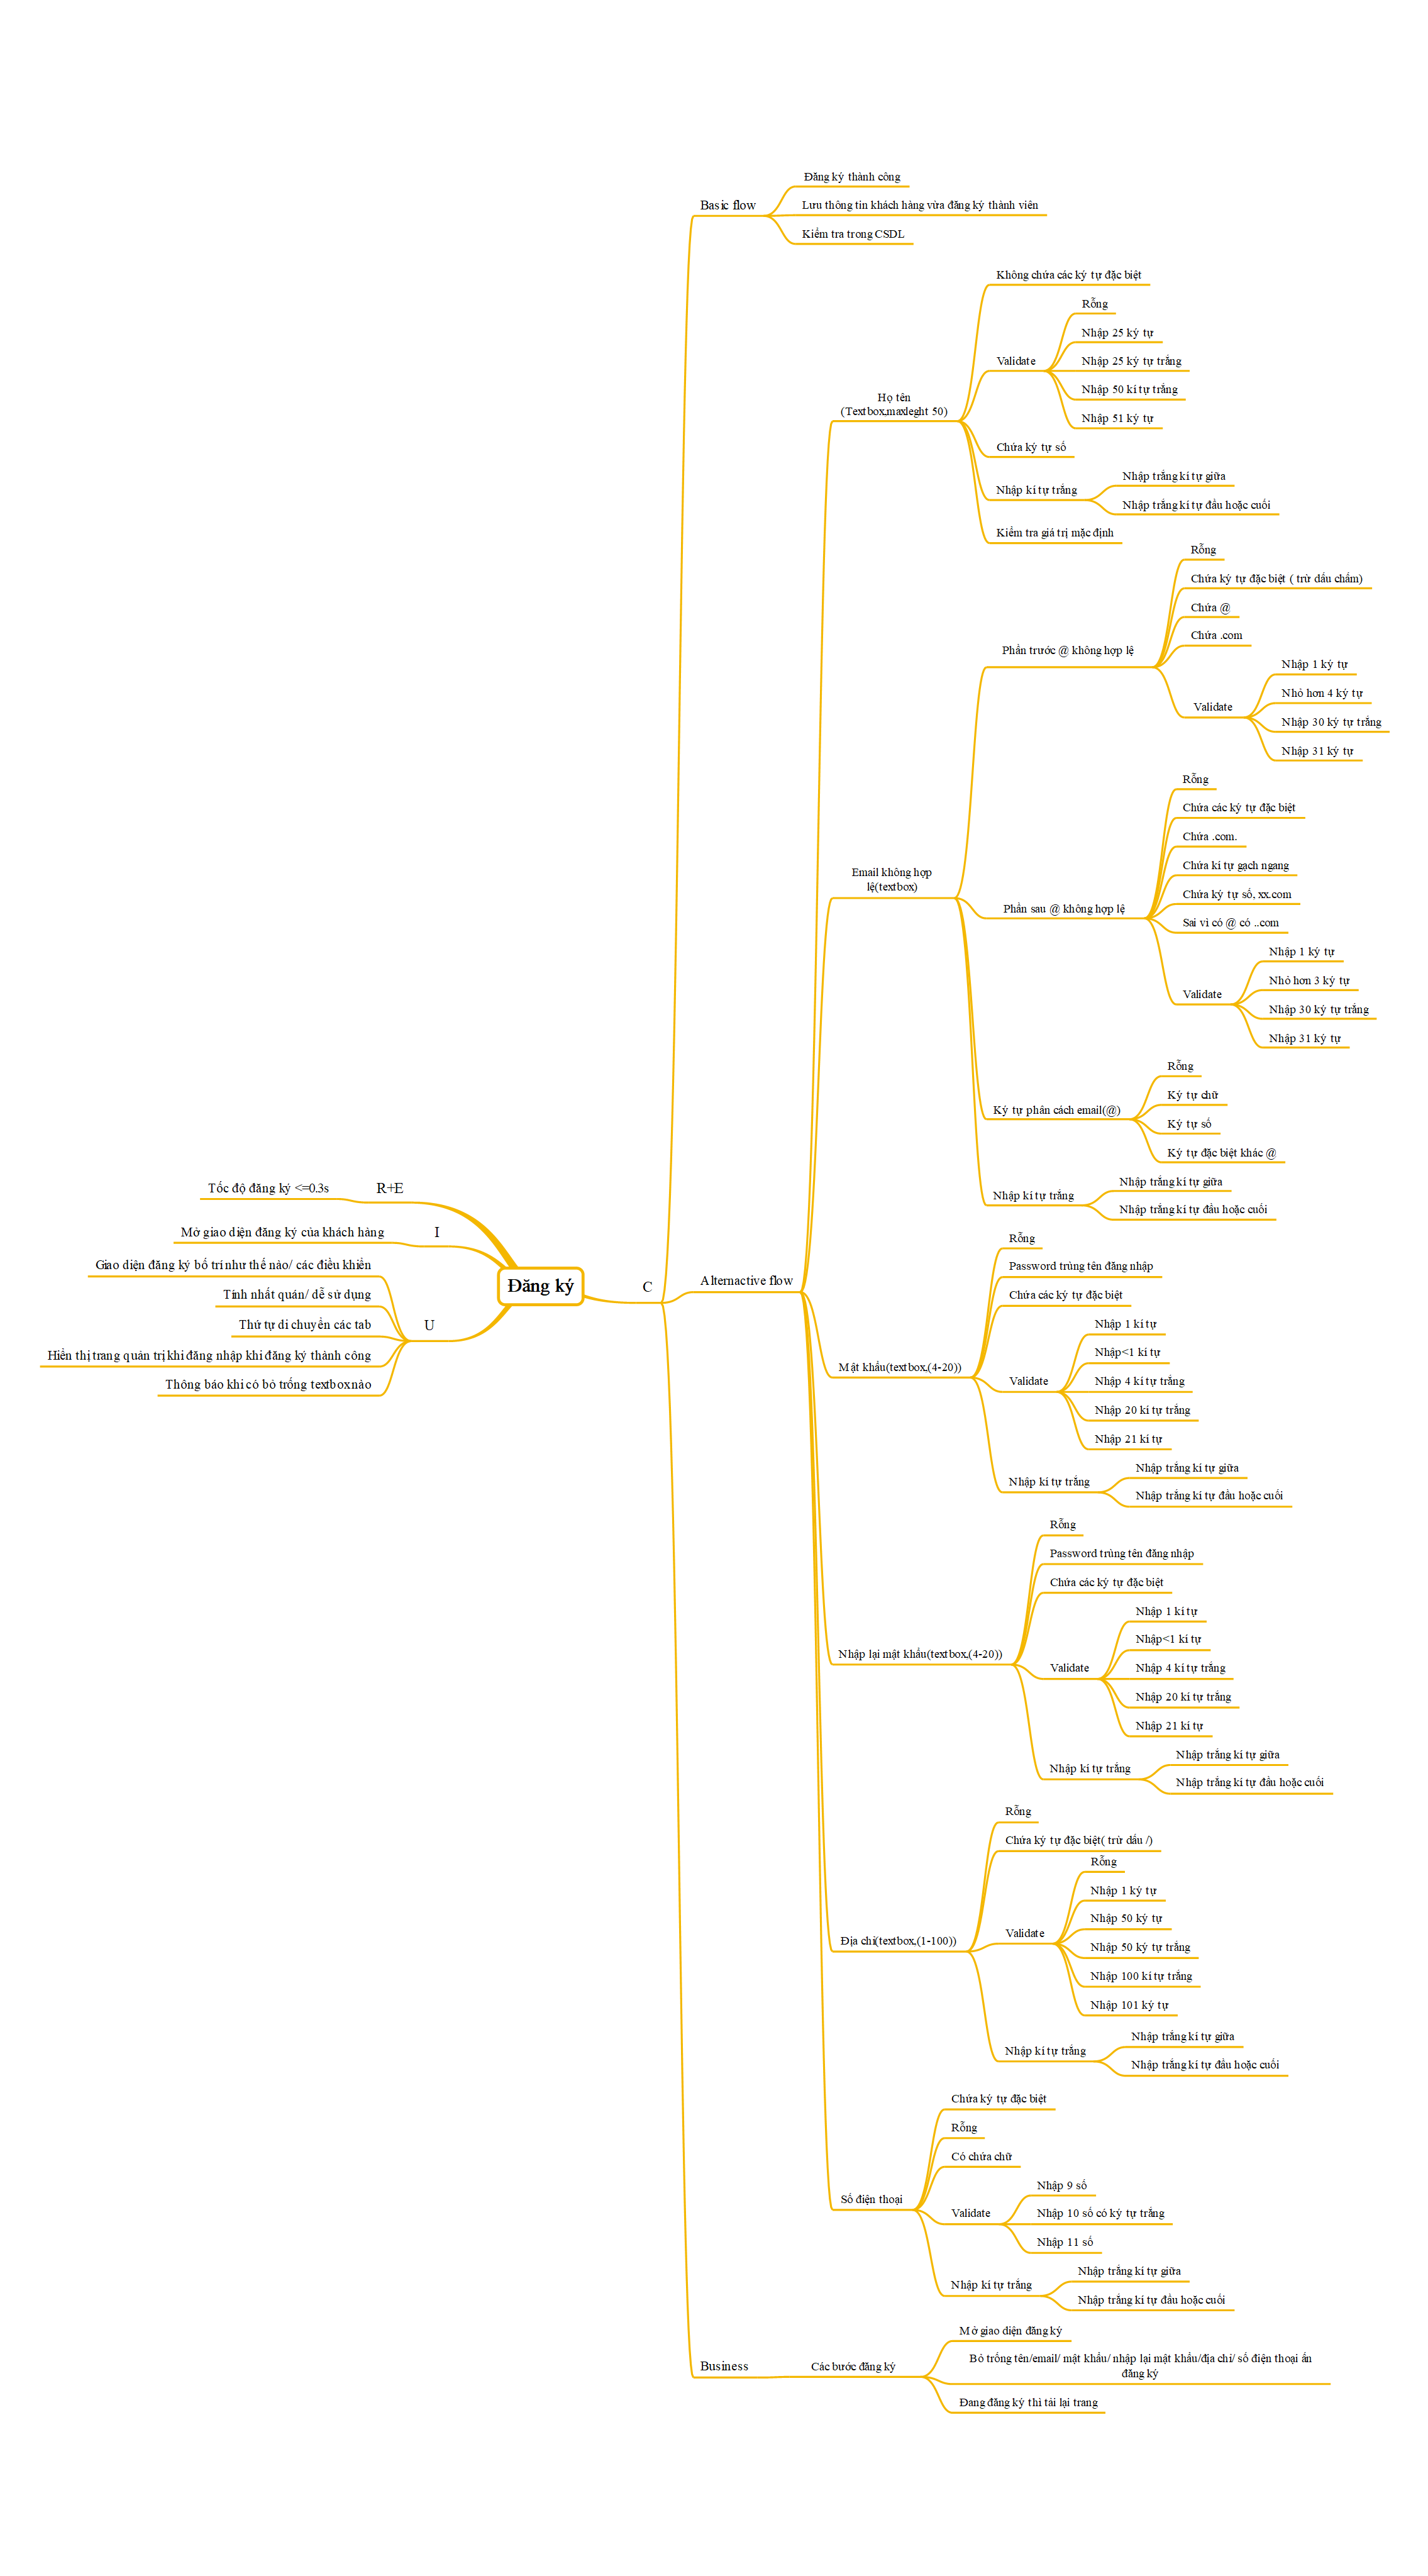 Đăng ký
R+E
Tốc độ đăng ký <=0.3s
I
Mở giao diện đăng ký của khách hàng
U
Giao diện đăng ký bố trí như thế nào/ các điều khiển
Tính nhất quán/ dễ sử dụng
Thứ tự di chuyển các tab
Hiển thị trang quản trị khi đăng nhập khi đăng ký thành công
Thông báo khi có bỏ trống textbox nào
C
Basic flow
Đăng ký thành công
Lưu thông tin khách hàng vừa đăng ký thành viên
Kiểm tra trong CSDL
Alternactive flow
Họ tên
(Textbox,maxleght 50)
Không chứa các ký tự đặc biệt
Validate
Rỗng
Nhập 25 ký tự
Nhập 25 ký tự trắng
Nhập 50 kí tự trắng
Nhập 51 ký tự
Chứa ký tự số
Nhập kí tự trắng
Nhập trắng kí tự giữa
Nhập trắng kí tự đầu hoặc cuối
Kiểm tra giá trị mặc định
Email không hợp
lệ(textbox)
Phần trước @ không hợp lệ
Rỗng
Chứa ký tự đặc biệt ( trừ dấu chấm)
Chứa @
Chứa .com
Validate
Nhập 1 ký tự
Nhỏ hơn 4 ký tự
Nhập 30 ký tự trắng
Nhập 31 ký tự
Phần sau @ không hợp lệ
Rỗng
Chứa các ký tự đặc biệt
Chứa .com.
Chứa kí tự gạch ngang
Chứa ký tự số, xx.com
Sai vì có @ có ..com
Validate
Nhập 1 ký tự
Nhỏ hơn 3 ký tự
Nhập 30 ký tự trắng
Nhập 31 ký tự
Ký tự phân cách email(@)
Rỗng
Ký tự chữ
Ký tự số
Ký tự đặc biệt khác @
Nhập kí tự trắng
Nhập trắng kí tự giữa
Nhập trắng kí tự đầu hoặc cuối
Mật khẩu(textbox,(4-20))
Rỗng
Password trùng tên đăng nhập
Chứa các ký tự đặc biệt
Validate
Nhập 1 kí tự
Nhập<1 kí tự
Nhập 4 kí tự trắng
Nhập 20 kí tự trắng
Nhập 21 kí tự
Nhập kí tự trắng
Nhập trắng kí tự giữa
Nhập trắng kí tự đầu hoặc cuối
Nhập lại mật khẩu(textbox,(4-20))
Rỗng
Password trùng tên đăng nhập
Chứa các ký tự đặc biệt
Validate
Nhập 1 kí tự
Nhập<1 kí tự
Nhập 4 kí tự trắng
Nhập 20 kí tự trắng
Nhập 21 kí tự
Nhập kí tự trắng
Nhập trắng kí tự giữa
Nhập trắng kí tự đầu hoặc cuối
Địa chỉ(textbox,(1-100))
Rỗng
Chứa ký tự đặc biệt( trừ dấu /)
Validate
Rỗng
Nhập 1 ký tự
Nhập 50 ký tự
Nhập 50 ký tự trắng
Nhập 100 kí tự trắng
Nhập 101 ký tự
Nhập kí tự trắng
Nhập trắng kí tự giữa
Nhập trắng kí tự đầu hoặc cuối
Số điện thoại
Chứa ký tự đặc biệt
Rỗng
Có chứa chữ
Validate
Nhập 9 số
Nhập 10 số có ký tự trắng
Nhập 11 số
Nhập kí tự trắng
Nhập trắng kí tự giữa
Nhập trắng kí tự đầu hoặc cuối
Business
Các bước đăng ký
Mở giao diện đăng ký
Bỏ trống tên/email/ mật khẩu/ nhập lại mật khẩu/địa chỉ/ số điện thoại ấn
đăng ký
Đang đăng ký thì tải lại trang